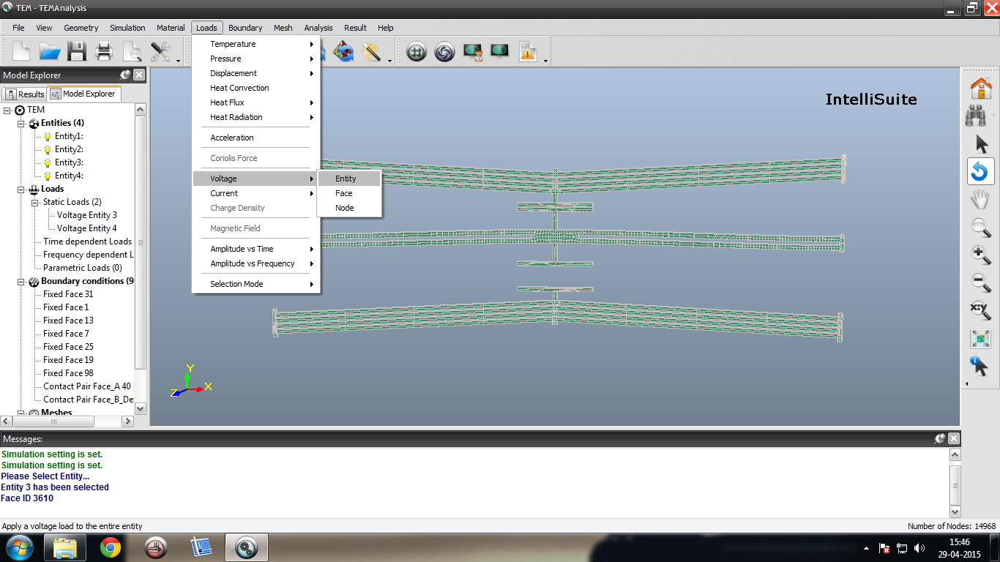 TEM - TEMAnalysis
File View Geometry Simulation Material Loads Boundary Mesh Analysis Result Help
Temperature
Pressure
Displacement
Heat Convection
Heat Flux
Heat Radiation
Acceleration
Coriolis Force
Voltage
Current
Charge Density
Magnetic Field
Amplitude vs Time
Amplitude vs Frequency
Selection Mode
Entity
Face
Node
Model Explorer
Results Model Explorer
TEM
Entities (4)
Entity1:
Entity2:
Entity3:
Entity4:
Loads
Static Loads (2)
Voltage Entity 3
Voltage Entity 4
Time dependent Loads
Frequency dependent L
Parametric Loads (0)
Boundary conditions (9
Fixed Face 31
Fixed Face 1
Fixed Face 13
Fixed Face 7
Fixed Face 25
Fixed Face 19
Fixed Face 98
Contact Pair Face_A 40
Contact Pair Face_B_De
Meshes
IntelliSuite
Y
X
Z
x:y
Messages:
Simulation setting is set.
Simulation setting is set.
Please Select Entity...
Entity 3 has been selected
Face ID 3610
Apply a voltage load to the entire entity
Number of Nodes: 14968
15:46
29-04-2015